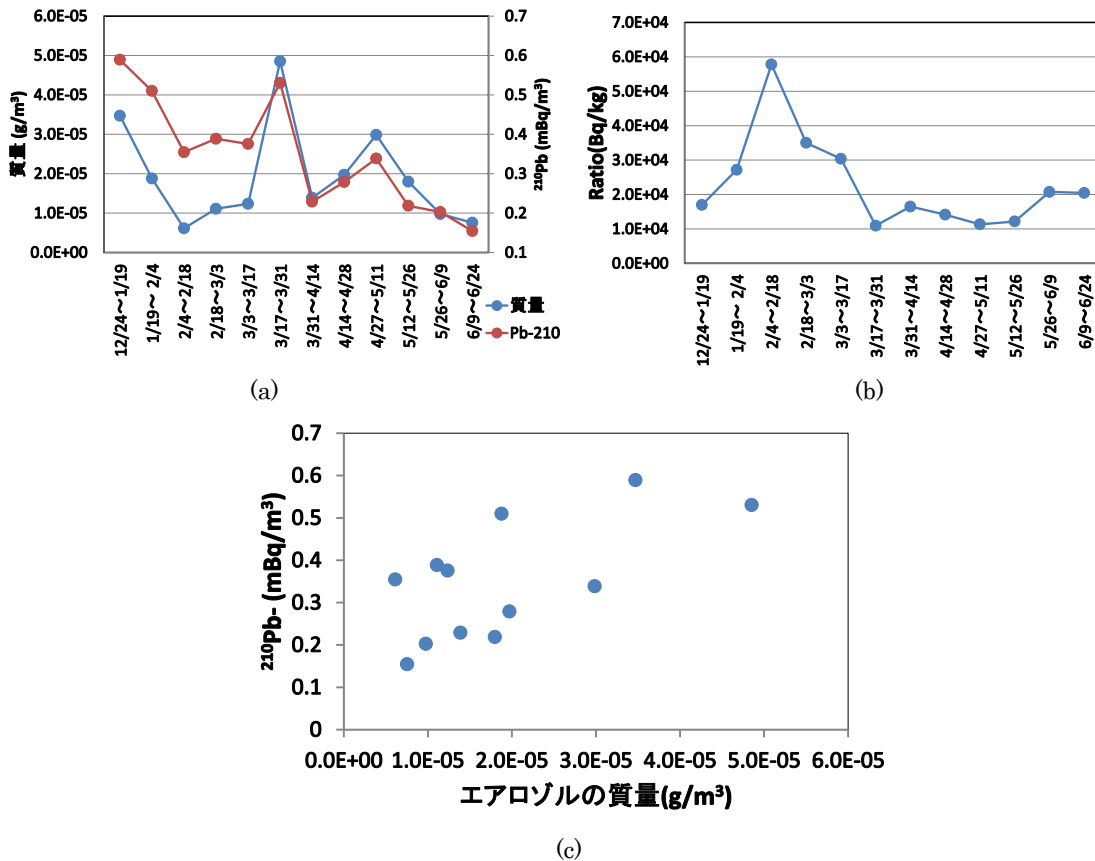 6.0E-05
5.0E-05
4.0E-05
3.0E-05
2.0E-05
1.0E-05
0.0E+00
質量 (g/m³)
0.7
0.6
0.5
0.4
0.3
0.2
0.1
²¹⁰Pb (mBq/m³)
12/24～1/19
1/19～ 2/4
2/4～2/18
2/18～3/3
3/3～3/17
3/17～3/31
3/31～4/14
4/14～4/28
4/27～5/11
5/12～5/26
5/26～6/9
6/9～6/24
質量
Pb-210
(a)
7.0E+04
6.0E+04
5.0E+04
4.0E+04
3.0E+04
2.0E+04
1.0E+04
0.0E+00
Ratio(Bq/kg)
12/24～1/19
1/19～ 2/4
2/4～2/18
2/18～3/3
3/3～3/17
3/17～3/31
3/31～4/14
4/14～4/28
4/27～5/11
5/12～5/26
5/26～6/9
6/9～6/24
(b)
0.7
0.6
0.5
0.4
0.3
0.2
0.1
0
²¹⁰Pb- (mBq/m³)
0.0E+00 1.0E-05 2.0E-05 3.0E-05 4.0E-05 5.0E-05 6.0E-05
エアロゾルの質量(g/m³)
(c)